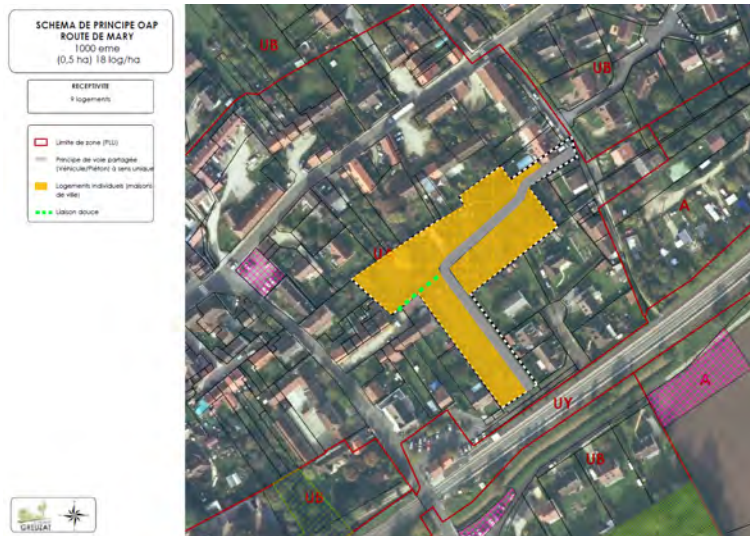 SCHEMA DE PRINCIPE OAP
ROUTE DE MARY
1000 eme
(0,5 ha) 18 log/ha
RECEPTIVITE
9 logements
Limite de zone (PLU)
Principe de voie partagée
(Véhicule/Piéton) à sens unique
Logements individuels (maisons
de ville)
Liaison douce
GREUZAT
UB
UB
A
A
UY
UB